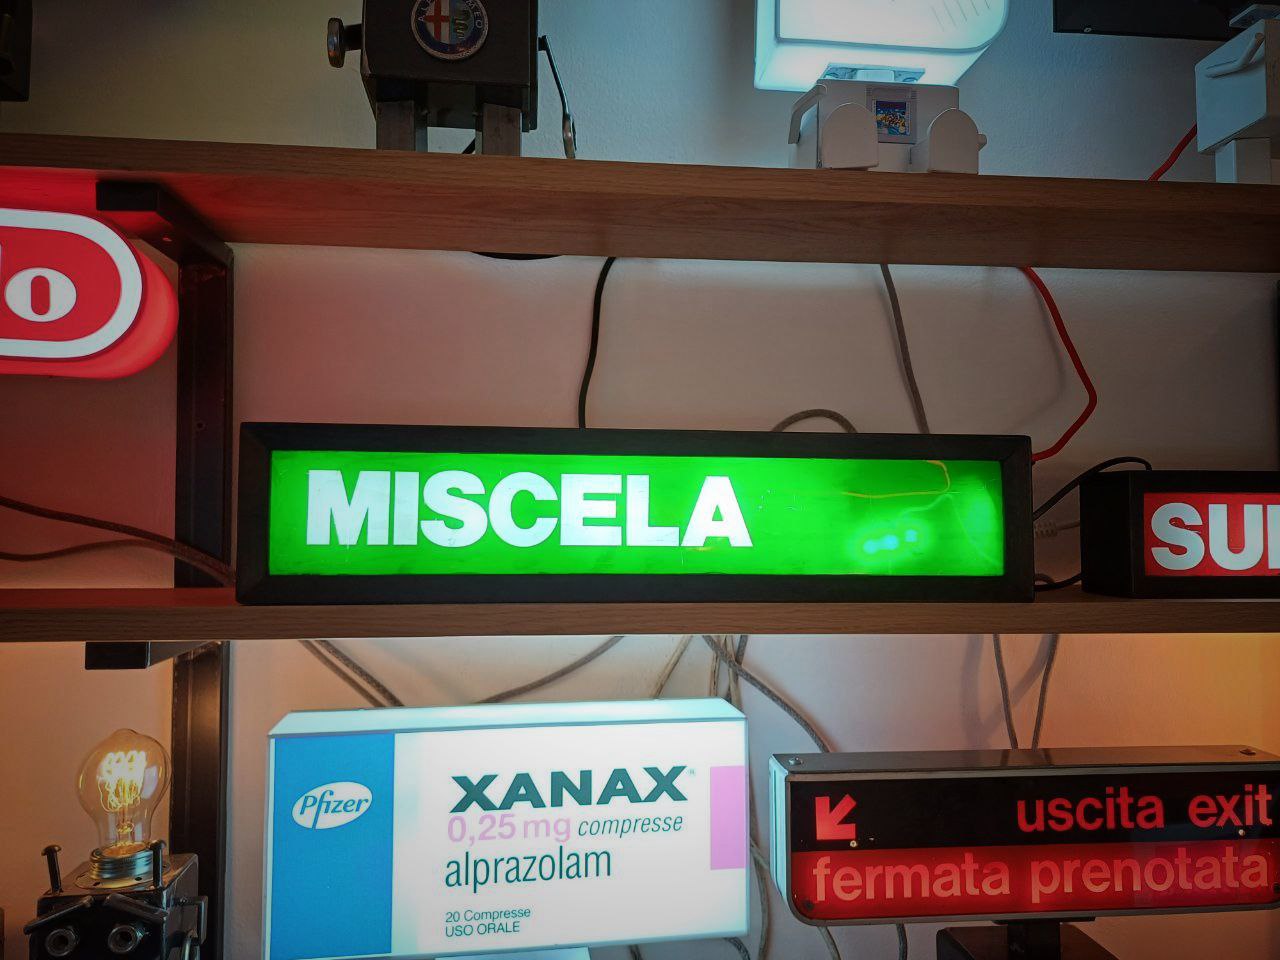 o
MISCELA
SU
Pfizer
XANAX
0,25 mg compresse
alprazolam
20 Compresse
USO ORALE
uscita exit
fermata prenotata